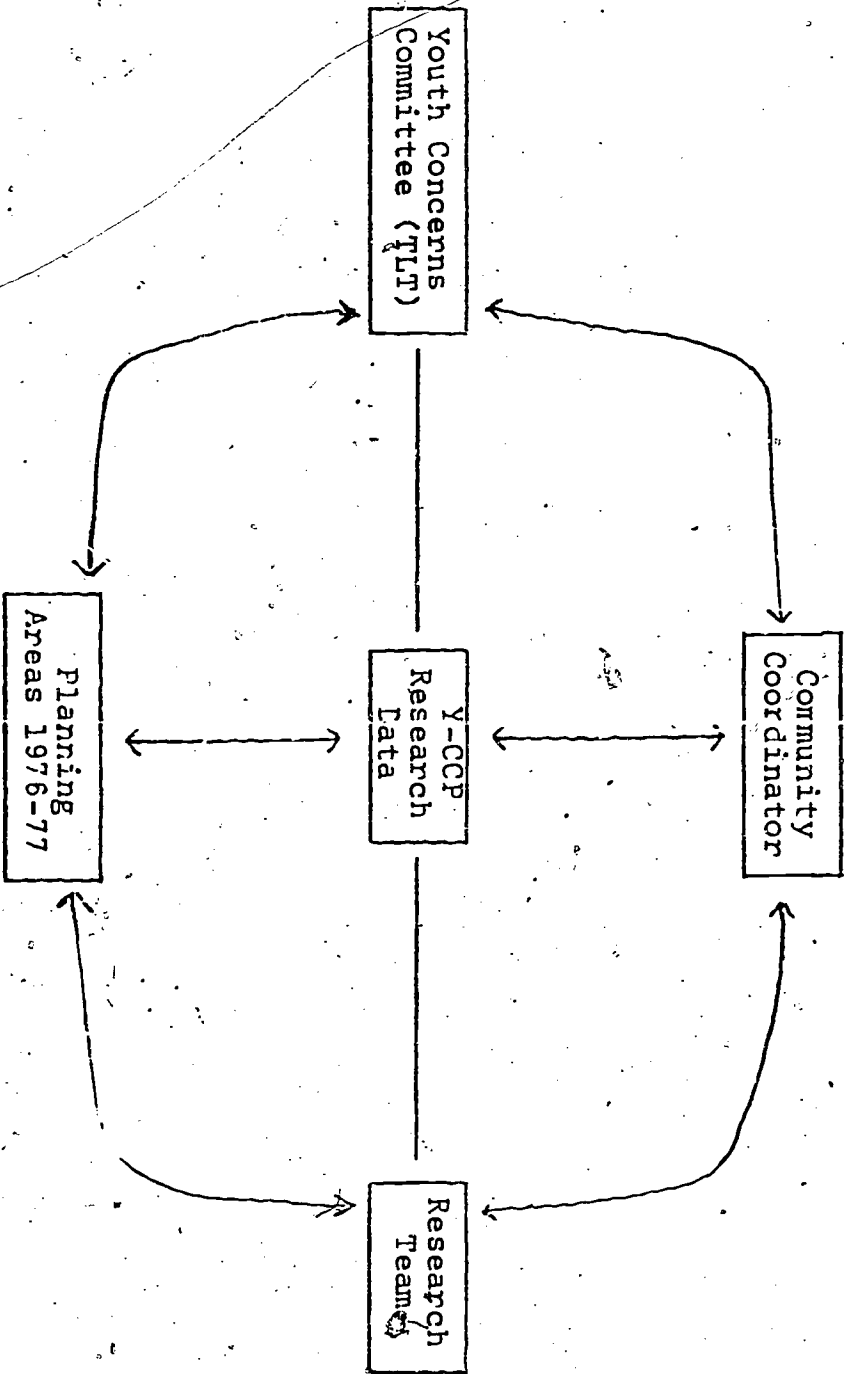 Community
Coordinator
Youth Concerns
Committee (TLT)
Y-CCP
Research
Data
Research
Team
Planning
Areas 1976-77